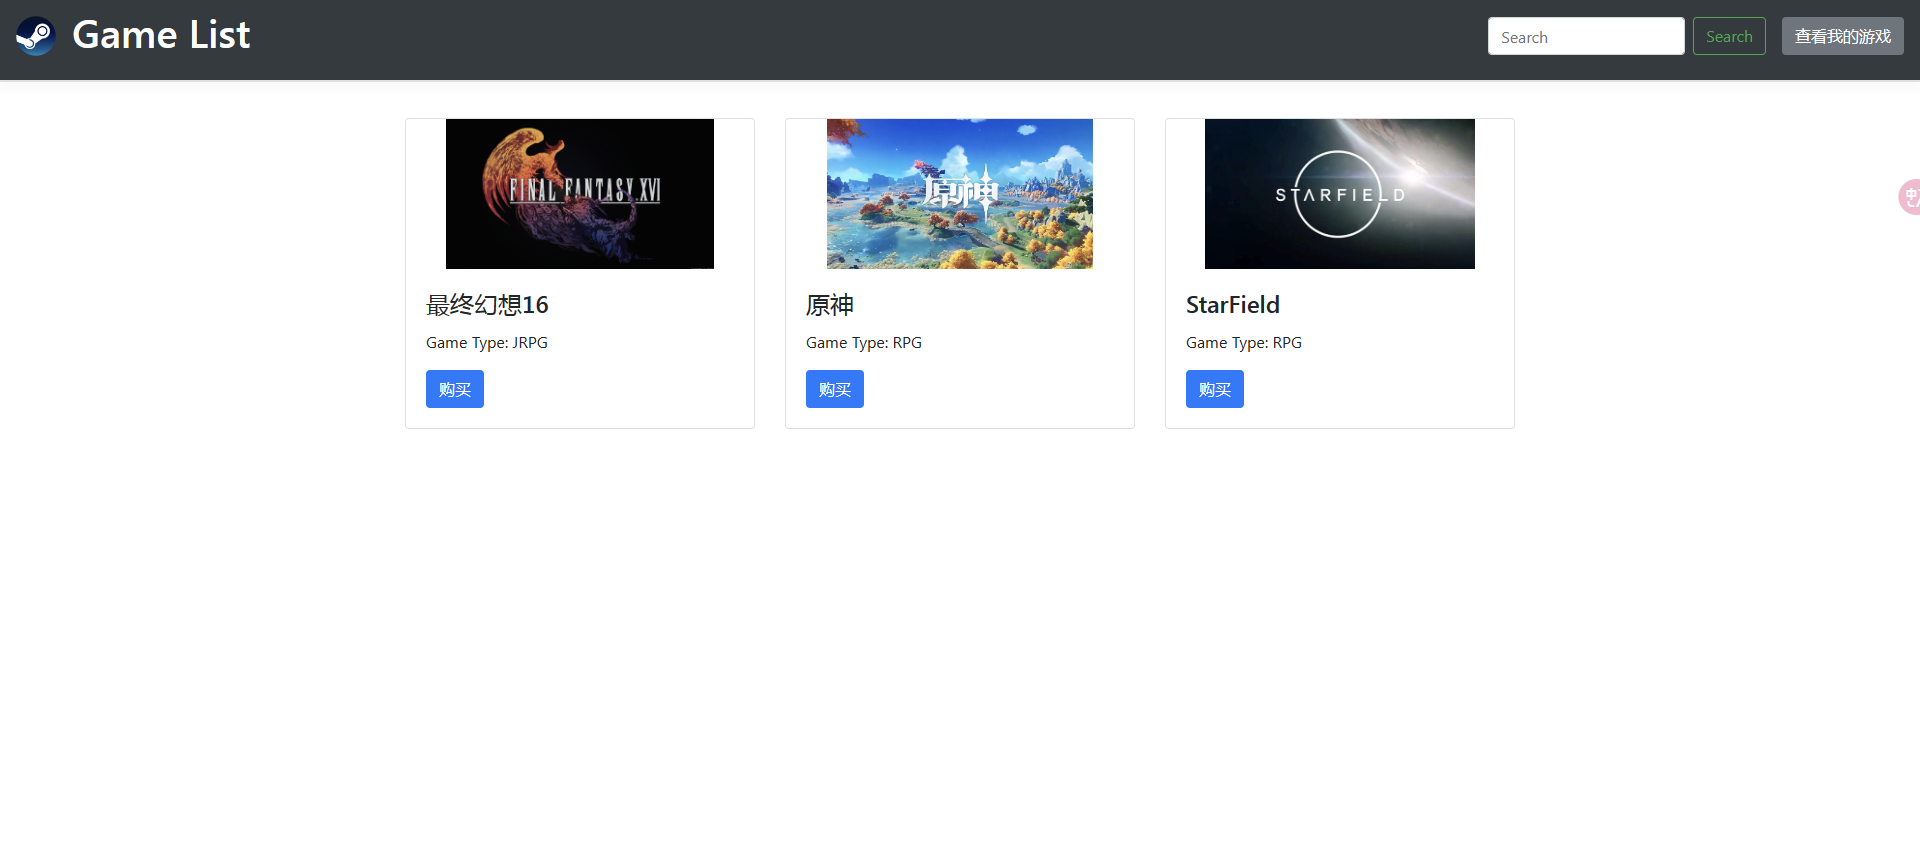 Game List
Search
Search
查看我的游戏
FINAL FANTASY XVI
原神
STARFIELD
最终幻想16
Game Type: JRPG
购买
原神
Game Type: RPG
购买
StarField
Game Type: RPG
购买
中